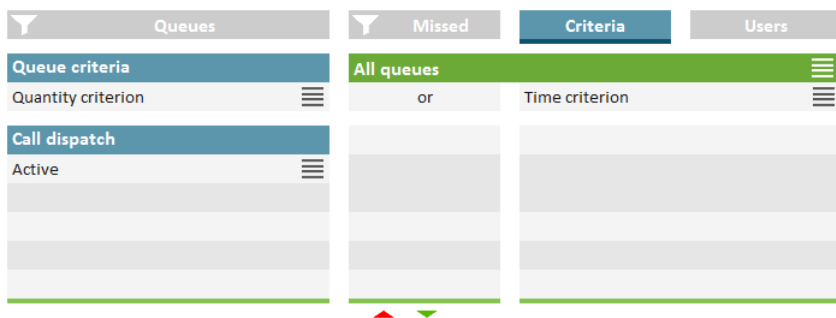 Queues Missed Criteria Users
Queue criteria All queues
Quantity criterion or Time criterion
Call dispatch
Active